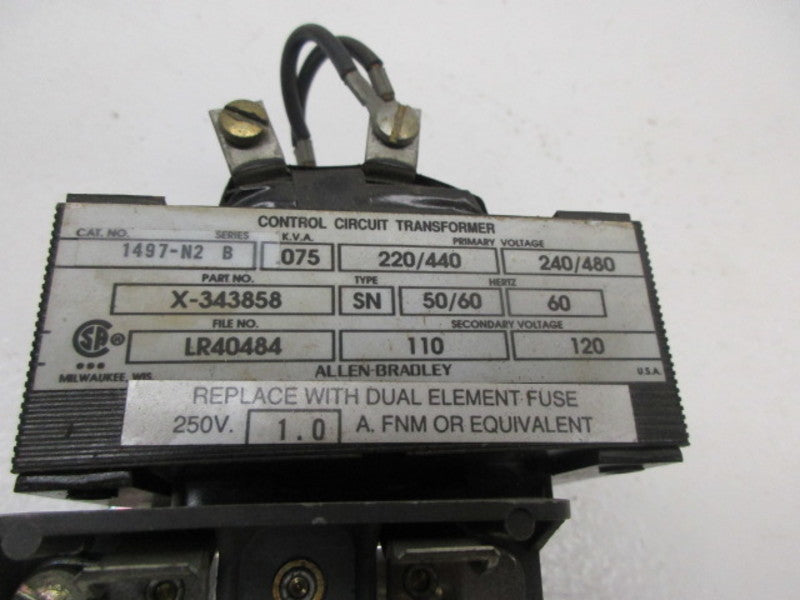 CONTROL CIRCUIT TRANSFORMER
CAT. NO. SERIES K.V.A. PRIMARY VOLTAGE
1497-N2 B .075 220/440 240/480
PART NO. TYPE HERTZ
X-343858 SN 50/60 60
FILE NO. SECONDARY VOLTAGE
SA ® LR40484 110 120
MILWAUKEE, WIS. ALLEN-BRADLEY U.S.A.
REPLACE WITH DUAL ELEMENT FUSE
250V. 1.0 A. FNM OR EQUIVALENT